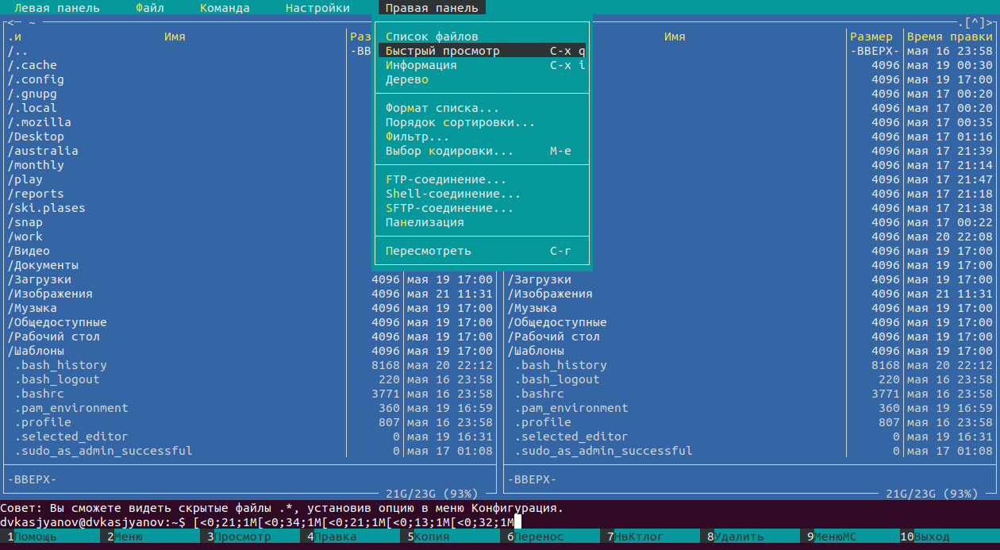 Левая панель Файл Команда Настройки Правая панель
<─ ~ .[^]>
.и Имя Раз Имя Размер Время правки
/.. -ВВ -ВВЕРХ- мая 16 23:58
/.cache 4096 мая 19 00:30
/.config 4096 мая 19 17:00
/.gnupg 4096 мая 17 00:20
/.local 4096 мая 17 00:20
/.mozilla 4096 мая 17 00:35
/Desktop 4096 мая 17 01:16
/australia 4096 мая 17 21:39
/monthly 4096 мая 17 21:14
/play 4096 мая 17 21:47
/reports 4096 мая 17 21:18
/ski.plases 4096 мая 17 21:38
/snap 4096 мая 17 00:22
/work 4096 мая 20 22:08
/Видео 4096 мая 19 17:00
/Документы 4096 мая 19 17:00
Список файлов
Быстрый просмотр C-x q
Информация C-x i
Дерево
Формат списка...
Порядок сортировки...
Фильтр...
Выбор кодировки... M-e
FTP-соединение...
Shell-соединение...
SFTP-соединение...
Панелизация
Пересмотреть C-r
/Загрузки 4096 мая 19 17:00 /Загрузки 4096 мая 19 17:00
/Изображения 4096 мая 21 11:31 /Изображения 4096 мая 21 11:31
/Музыка 4096 мая 19 17:00 /Музыка 4096 мая 19 17:00
/Общедоступные 4096 мая 19 17:00 /Общедоступные 4096 мая 19 17:00
/Рабочий стол 4096 мая 19 17:00 /Рабочий стол 4096 мая 19 17:00
/Шаблоны 4096 мая 19 17:00 /Шаблоны 4096 мая 19 17:00
.bash_history 8168 мая 20 22:12 .bash_history 8168 мая 20 22:12
.bash_logout 220 мая 16 23:58 .bash_logout 220 мая 16 23:58
.bashrc 3771 мая 16 23:58 .bashrc 3771 мая 16 23:58
.pam_environment 360 мая 19 16:59 .pam_environment 360 мая 19 16:59
.profile 807 мая 16 23:58 .profile 807 мая 16 23:58
.selected_editor 0 мая 19 16:31 .selected_editor 0 мая 19 16:31
.sudo_as_admin_successful 0 мая 17 01:08 .sudo_as_admin_successful 0 мая 17 01:08
-ВВЕРХ- -ВВЕРХ-
21G/23G (93%) 21G/23G (93%)
Совет: Вы сможете видеть скрытые файлы .*, установив опцию в меню Конфигурация.
dvkasjyanov@dvkasjyanov:~$ [<0;21;1M[<0;34;1M[<0;21;1M[<0;13;1M[<0;32;1M
1Помощь 2Меню 3Просмотр 4Правка 5Копия 6Перенос 7НвКтлог 8Удалить 9МенюМС 10Выход